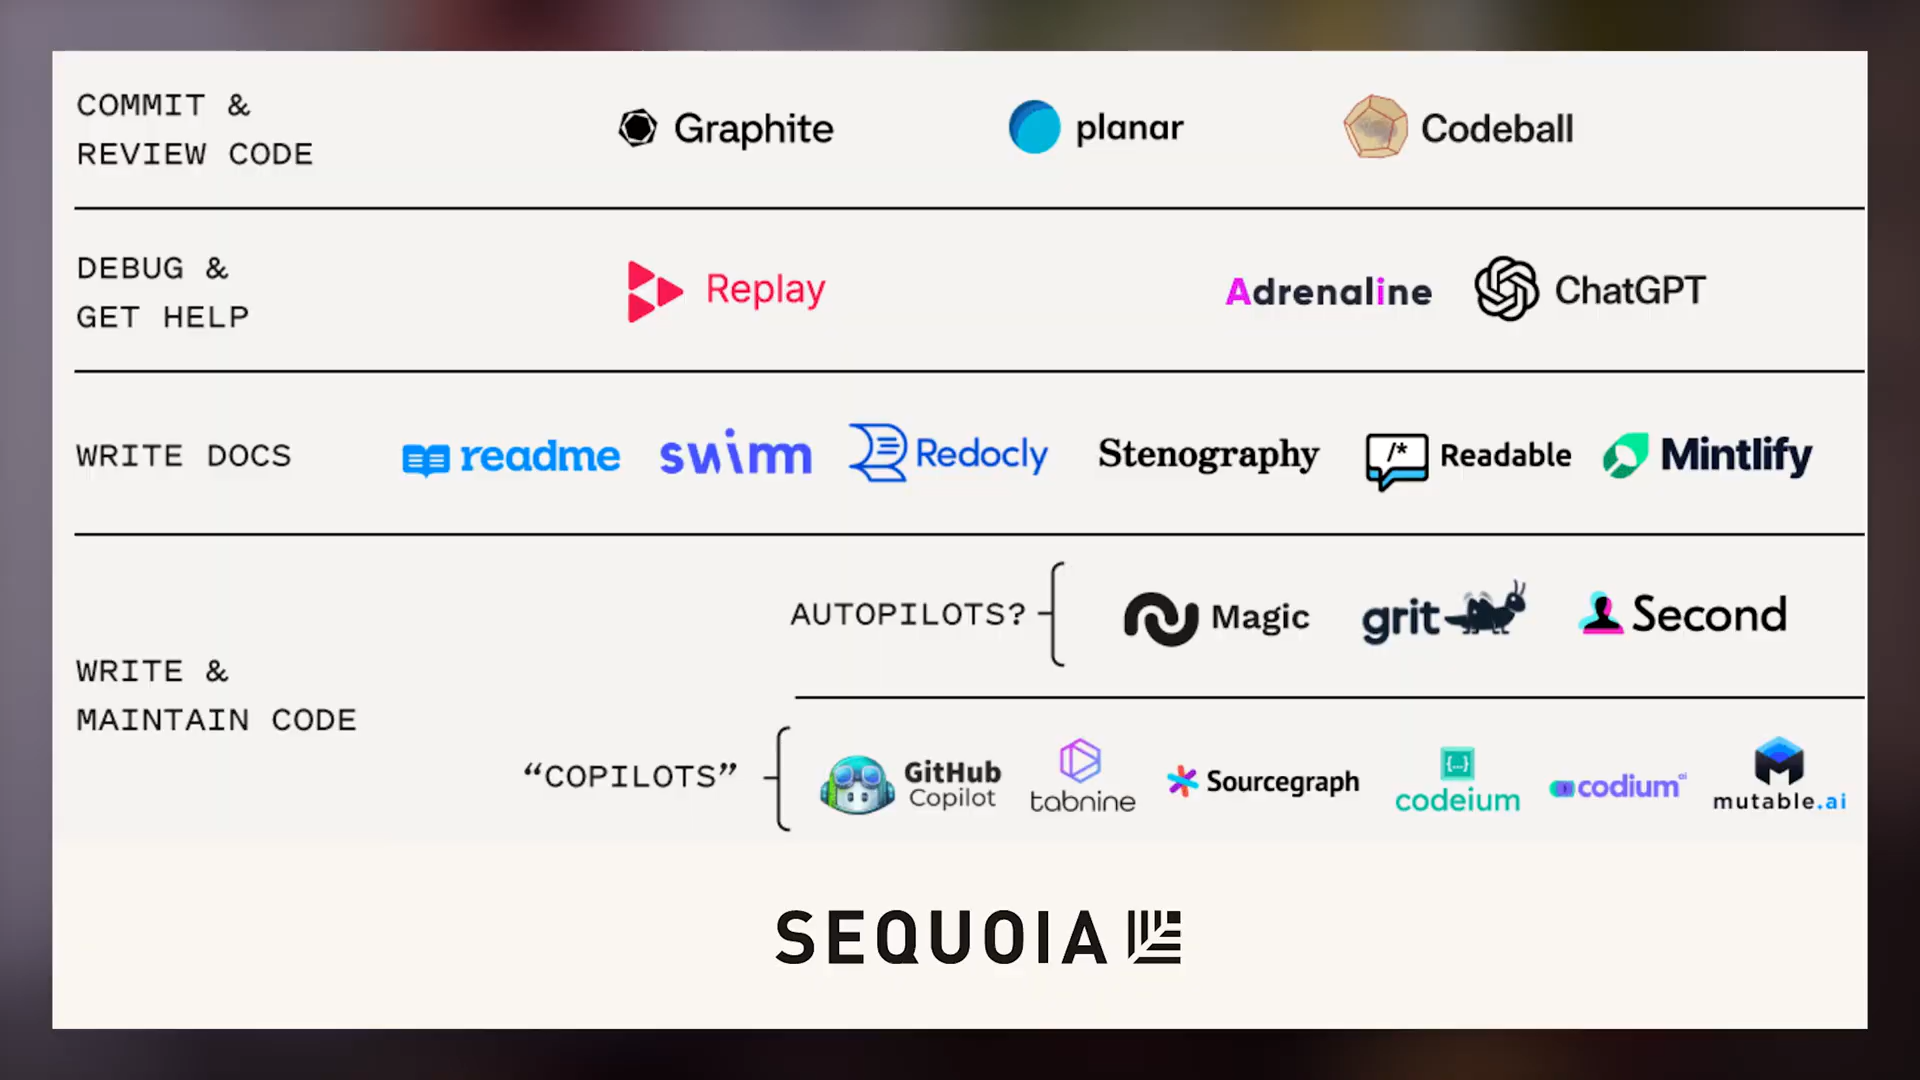 COMMIT &
REVIEW CODE
Graphite
planar
Codeball
DEBUG &
GET HELP
Replay
Adrenaline
ChatGPT
WRITE DOCS
readme
swimm
Redocly
Stenography
/*
Readable
Mintlify
WRITE &
MAINTAIN CODE
AUTOPILOTS?
Magic
grit
Second
“COPILOTS”
GitHub
Copilot
tabnine
Sourcegraph
{...}
codeium
codiumai
mutable.ai
SEQUOIA